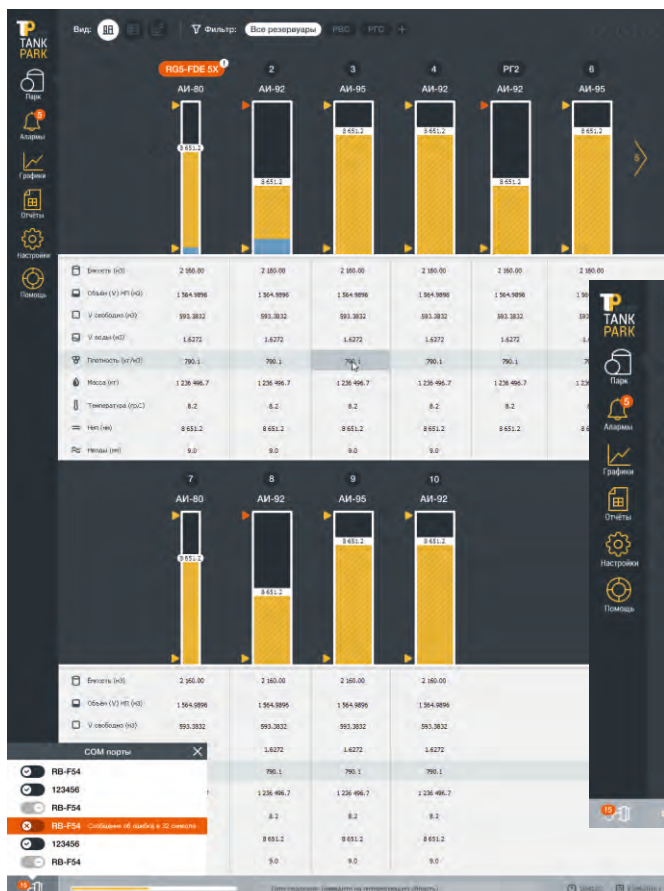 TP
TANK
PARK
Вид:
Фильтр: Все резервуары РВС РГС +
Парк
5
Алармы
Графики
Отчёты
Настройки
Помощь
RG5-FDE 5X ! 2 3 4 РГ2 6
АИ-80 АИ-92 АИ-95 АИ-92 АИ-92 АИ-95
8 651.2 8 651.2 8 651.2 8 651.2 8 651.2 8 651.2
5
Ёмкость (м3) 2 160.00 2 160.00 2 160.00 2 160.00 2 160.00 2 160.00
Объём (V) НП (м3) 1 564.9896 1 564.9896 1 564.9896 1 564.9896 1 564.9896
V свободно (м3) 593.3832 593.3832 593.3832 593.3832 593.3832
V воды (м3) 1.6272 1.6272 1.6272 1.6272 1.6272
Плотность (кг/м3) 790.1 790.1 790.1 790.1 790.1
Масса (кг) 1 236 496.7 1 236 496.7 1 236 496.7 1 236 496.7 1 236 496.7
Температура (гр.С) 8.2 8.2 8.2 8.2 8.2
Hнп (мм) 8 651.2 8 651.2 8 651.2 8 651.2 8 651.2
Hводы (мм) 9.0 9.0 9.0 9.0 9.0
TP
TANK
PARK
Парк
5
Алармы
Графики
Отчёты
Настройки
Помощь
15
7 8 9 10
АИ-80 АИ-92 АИ-95 АИ-92
8 651.2 8 651.2 8 651.2 8 651.2
Ёмкость (м3) 2 160.00 2 160.00 2 160.00 2 160.00
Объём (V) НП (м3) 1 564.9896 1 564.9896 1 564.9896 1 564.9896
V свободно (м3) 593.3832 593.3832 593.3832 593.3832
1.6272 1.6272 1.6272
790.1 790.1 790.1
1 236 496.7 1 236 496.7 1 236 496.7
8.2 8.2 8.2
8 651.2 8 651.2 8 651.2
9.0 9.0 9.0
COM порты
RB-F54
123456
RB-F54
RB-F54 Сообщение об ошибке в 32 символа
123456
RB-F54
15